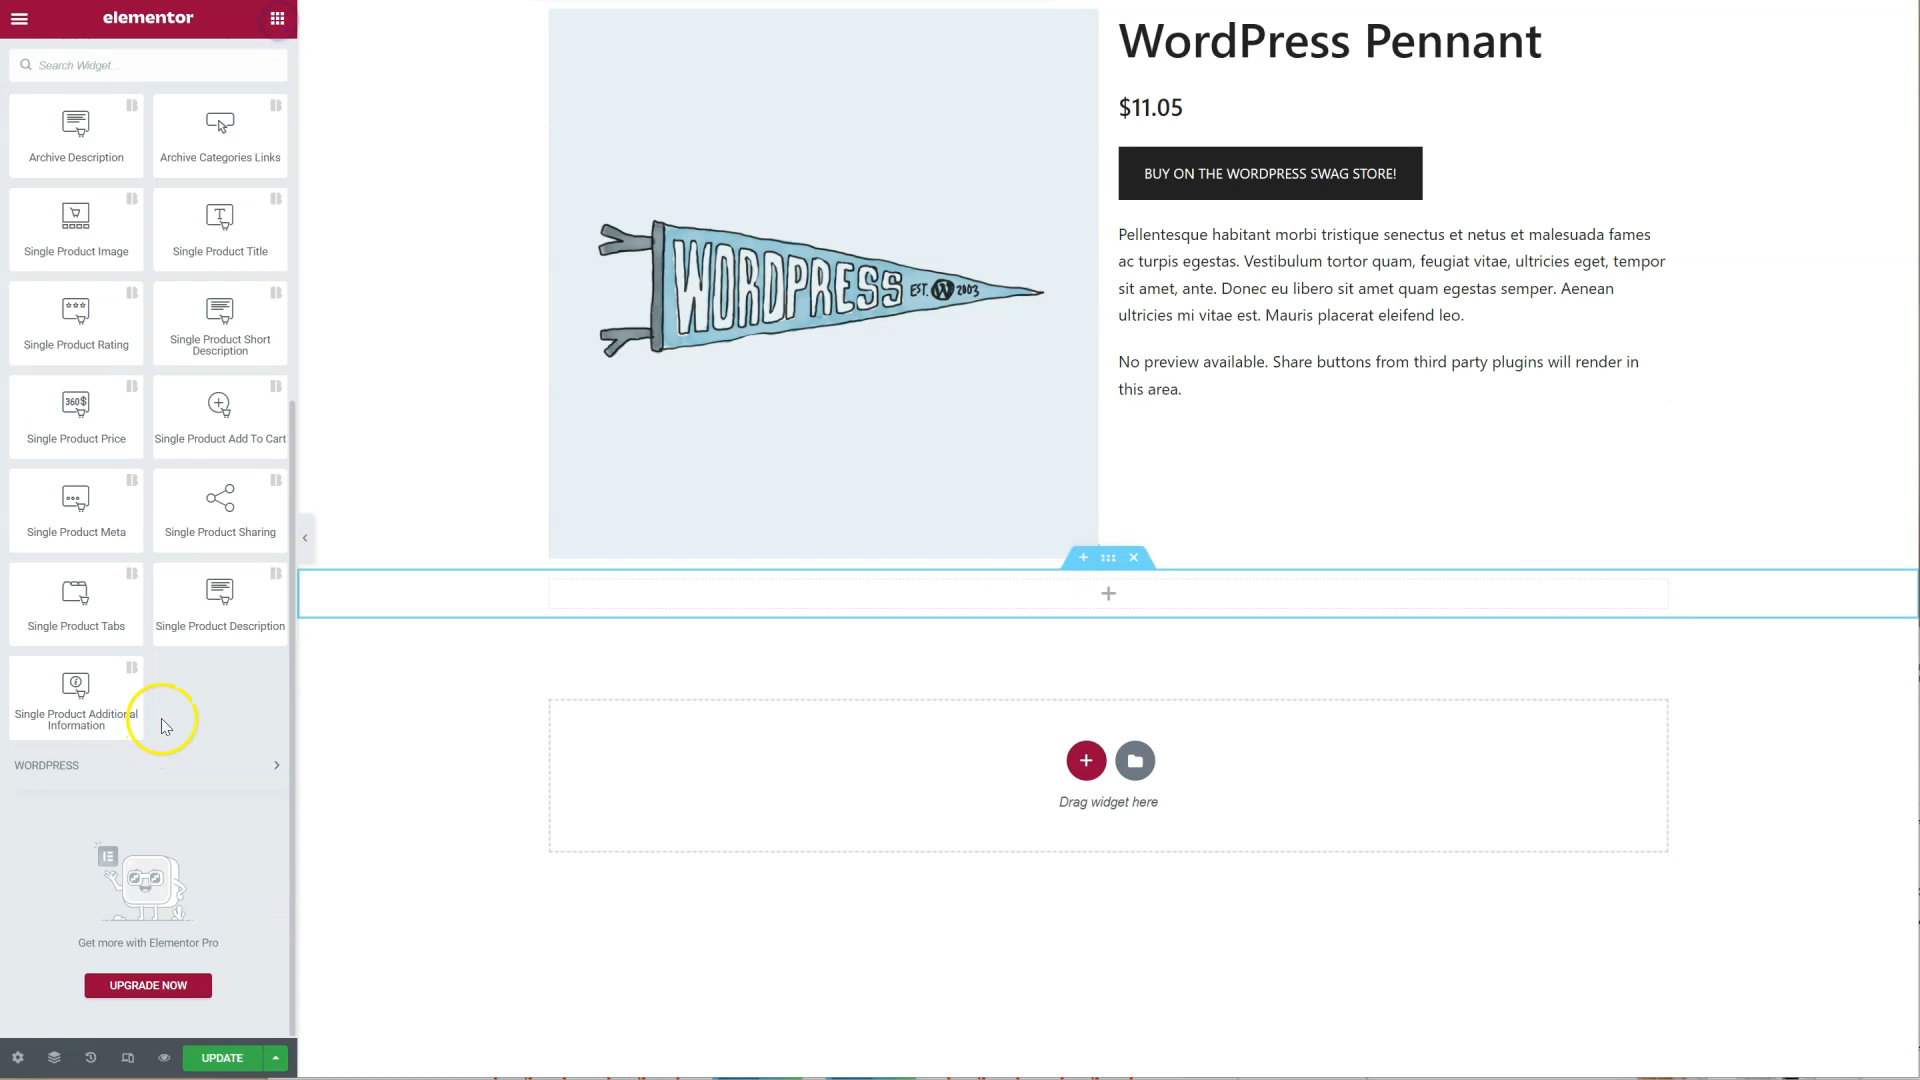 elementor
Search Widget...
Archive Description
Archive Categories Links
Single Product Image
Single Product Title
Single Product Rating
Single Product Short
Description
Single Product Price
360$
Single Product Add To Cart
Single Product Meta
Single Product Sharing
Single Product Tabs
Single Product Description
Single Product Additional
Information
WORDPRESS
Get more with Elementor Pro
UPGRADE NOW
UPDATE
WORDPRESS EST. W 2003
WordPress Pennant
$11.05
BUY ON THE WORDPRESS SWAG STORE!
Pellentesque habitant morbi tristique senectus et netus et malesuada fames
ac turpis egestas. Vestibulum tortor quam, feugiat vitae, ultricies eget, tempor
sit amet, ante. Donec eu libero sit amet quam egestas semper. Aenean
ultricies mi vitae est. Mauris placerat eleifend leo.
No preview available. Share buttons from third party plugins will render in
this area.
Drag widget here